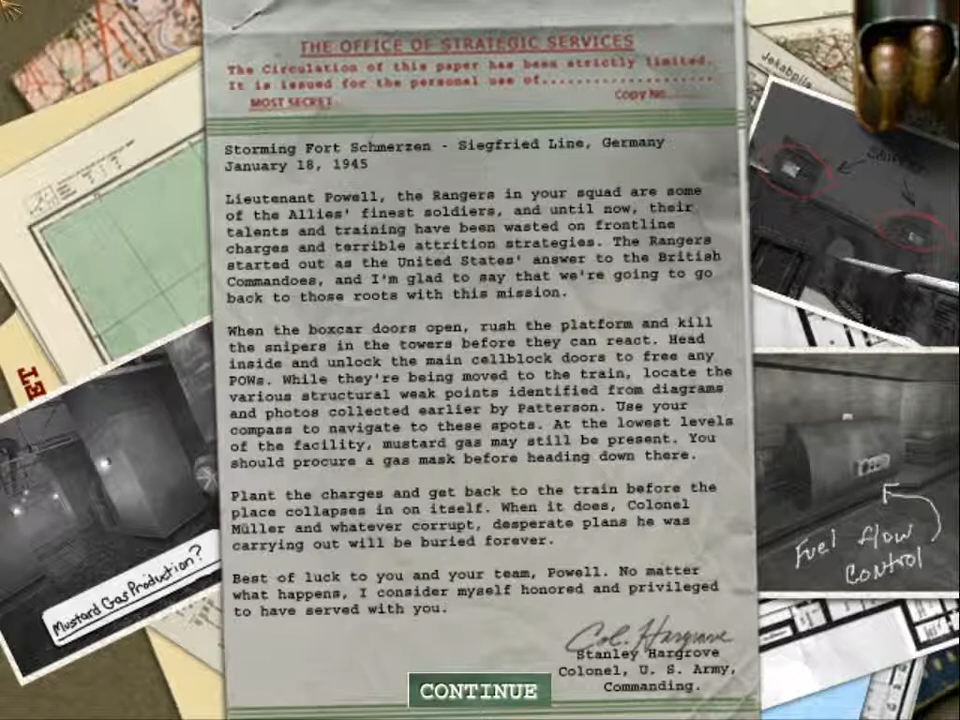 THE OFFICE OF STRATEGIC SERVICES
The Circulation of this paper has been strictly limited.
It is issued for the personal use of.....................
MOST SECRET
COPY NO.......
Storming Fort Schmerzen - Siegfried Line, Germany
January 18, 1945
Lieutenant Powell, the Rangers in your squad are some
of the Allies' finest soldiers, and until now, their
talents and training have been wasted on frontline
charges and terrible attrition strategies. The Rangers
started out as the United States' answer to the British
Commandoes, and I'm glad to say that we're going to go
back to those roots with this mission.
When the boxcar doors open, rush the platform and kill
the snipers in the towers before they can react. Head
inside and unlock the main cellblock doors to free any
POWs. While they're being moved to the train, locate the
various structural weak points identified from diagrams
and photos collected earlier by Patterson. Use your
compass to navigate to these spots. At the lowest levels
of the facility, mustard gas may still be present. You
should procure a gas mask before heading down there.
Plant the charges and get back to the train before the
place collapses in on itself. When it does, Colonel
Müller and whatever corrupt, desperate plans he was
carrying out will be buried forever.
Best of luck to you and your team, Powell. No matter
what happens, I consider myself honored and privileged
to have served with you.
Col. Hargrove
Stanley Hargrove
Colonel, U. S. Army,
Commanding.
CONTINUE
Jekabpils
ET
Mustard Gas Production?
Fuel flow
control